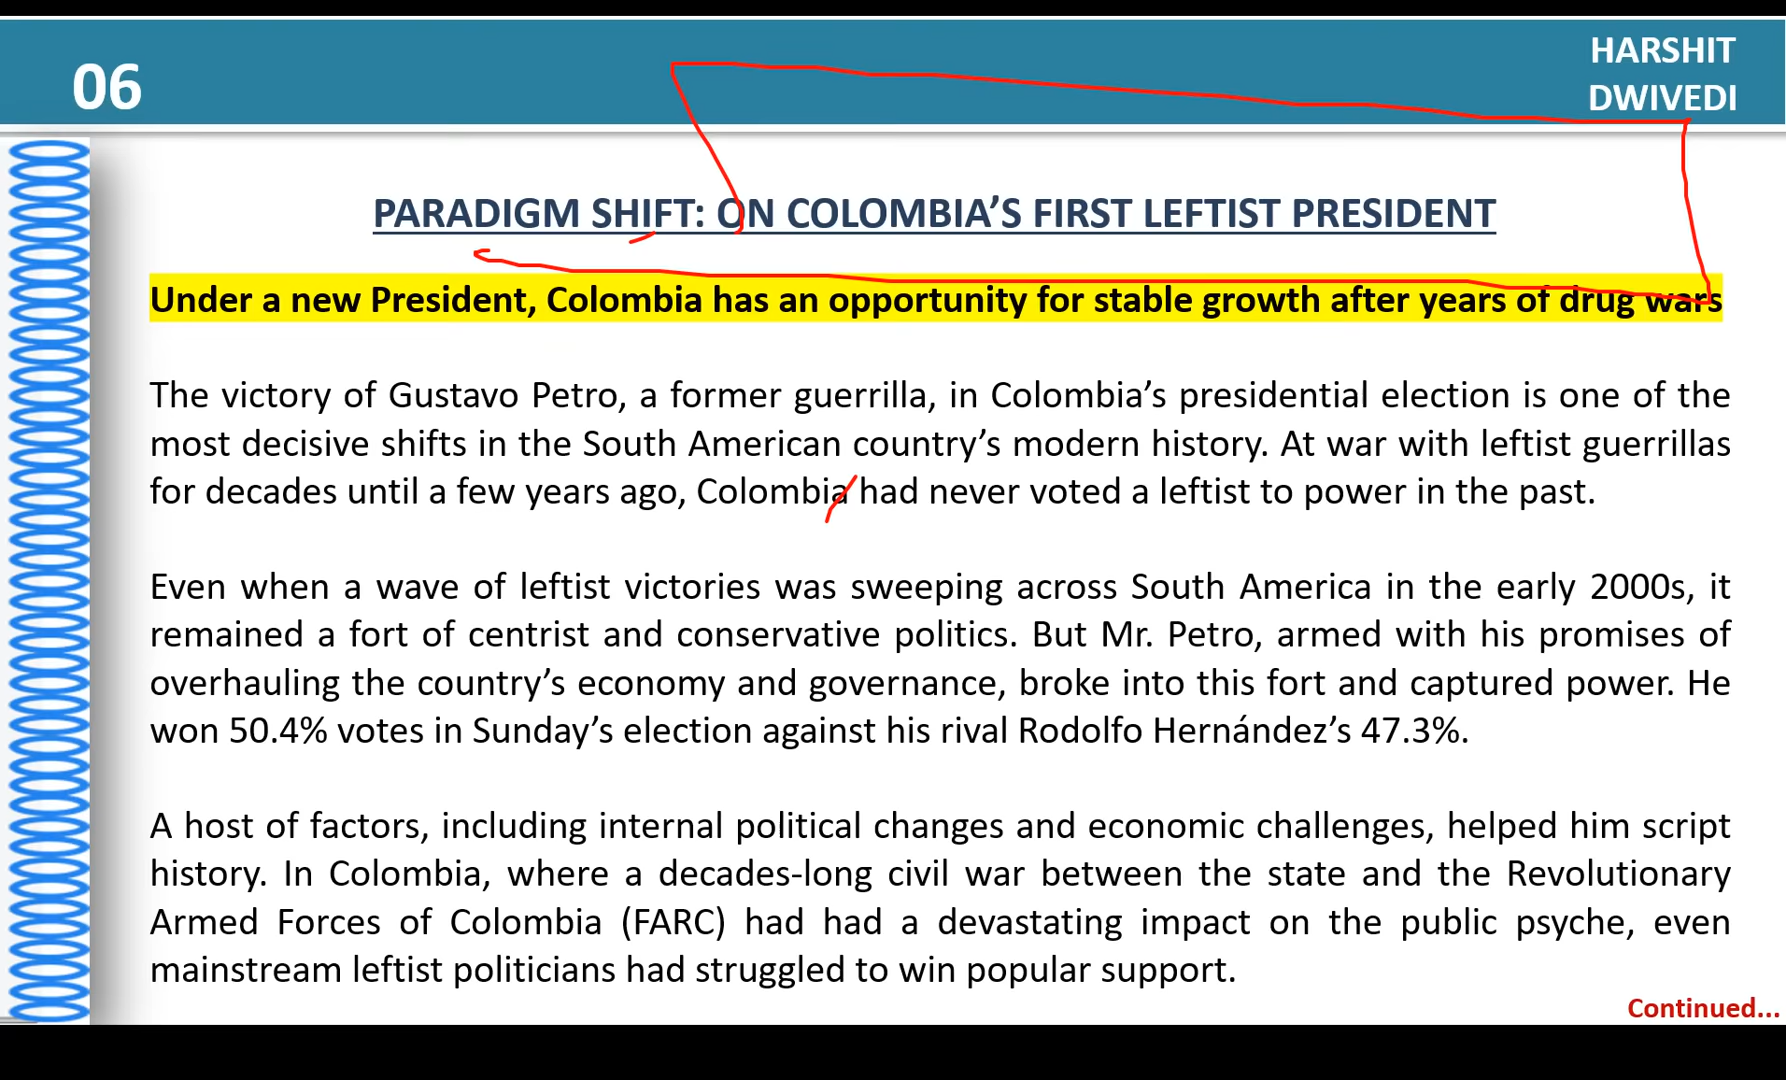 06
HARSHIT
DWIVEDI
PARADIGM SHIFT: ON COLOMBIA’S FIRST LEFTIST PRESIDENT
Under a new President, Colombia has an opportunity for stable growth after years of drug wars
The victory of Gustavo Petro, a former guerrilla, in Colombia’s presidential election is one of the
most decisive shifts in the South American country’s modern history. At war with leftist guerrillas
for decades until a few years ago, Colombia had never voted a leftist to power in the past.
Even when a wave of leftist victories was sweeping across South America in the early 2000s, it
remained a fort of centrist and conservative politics. But Mr. Petro, armed with his promises of
overhauling the country’s economy and governance, broke into this fort and captured power. He
won 50.4% votes in Sunday’s election against his rival Rodolfo Hernández’s 47.3%.
A host of factors, including internal political changes and economic challenges, helped him script
history. In Colombia, where a decades-long civil war between the state and the Revolutionary
Armed Forces of Colombia (FARC) had had a devastating impact on the public psyche, even
mainstream leftist politicians had struggled to win popular support.
Continued...